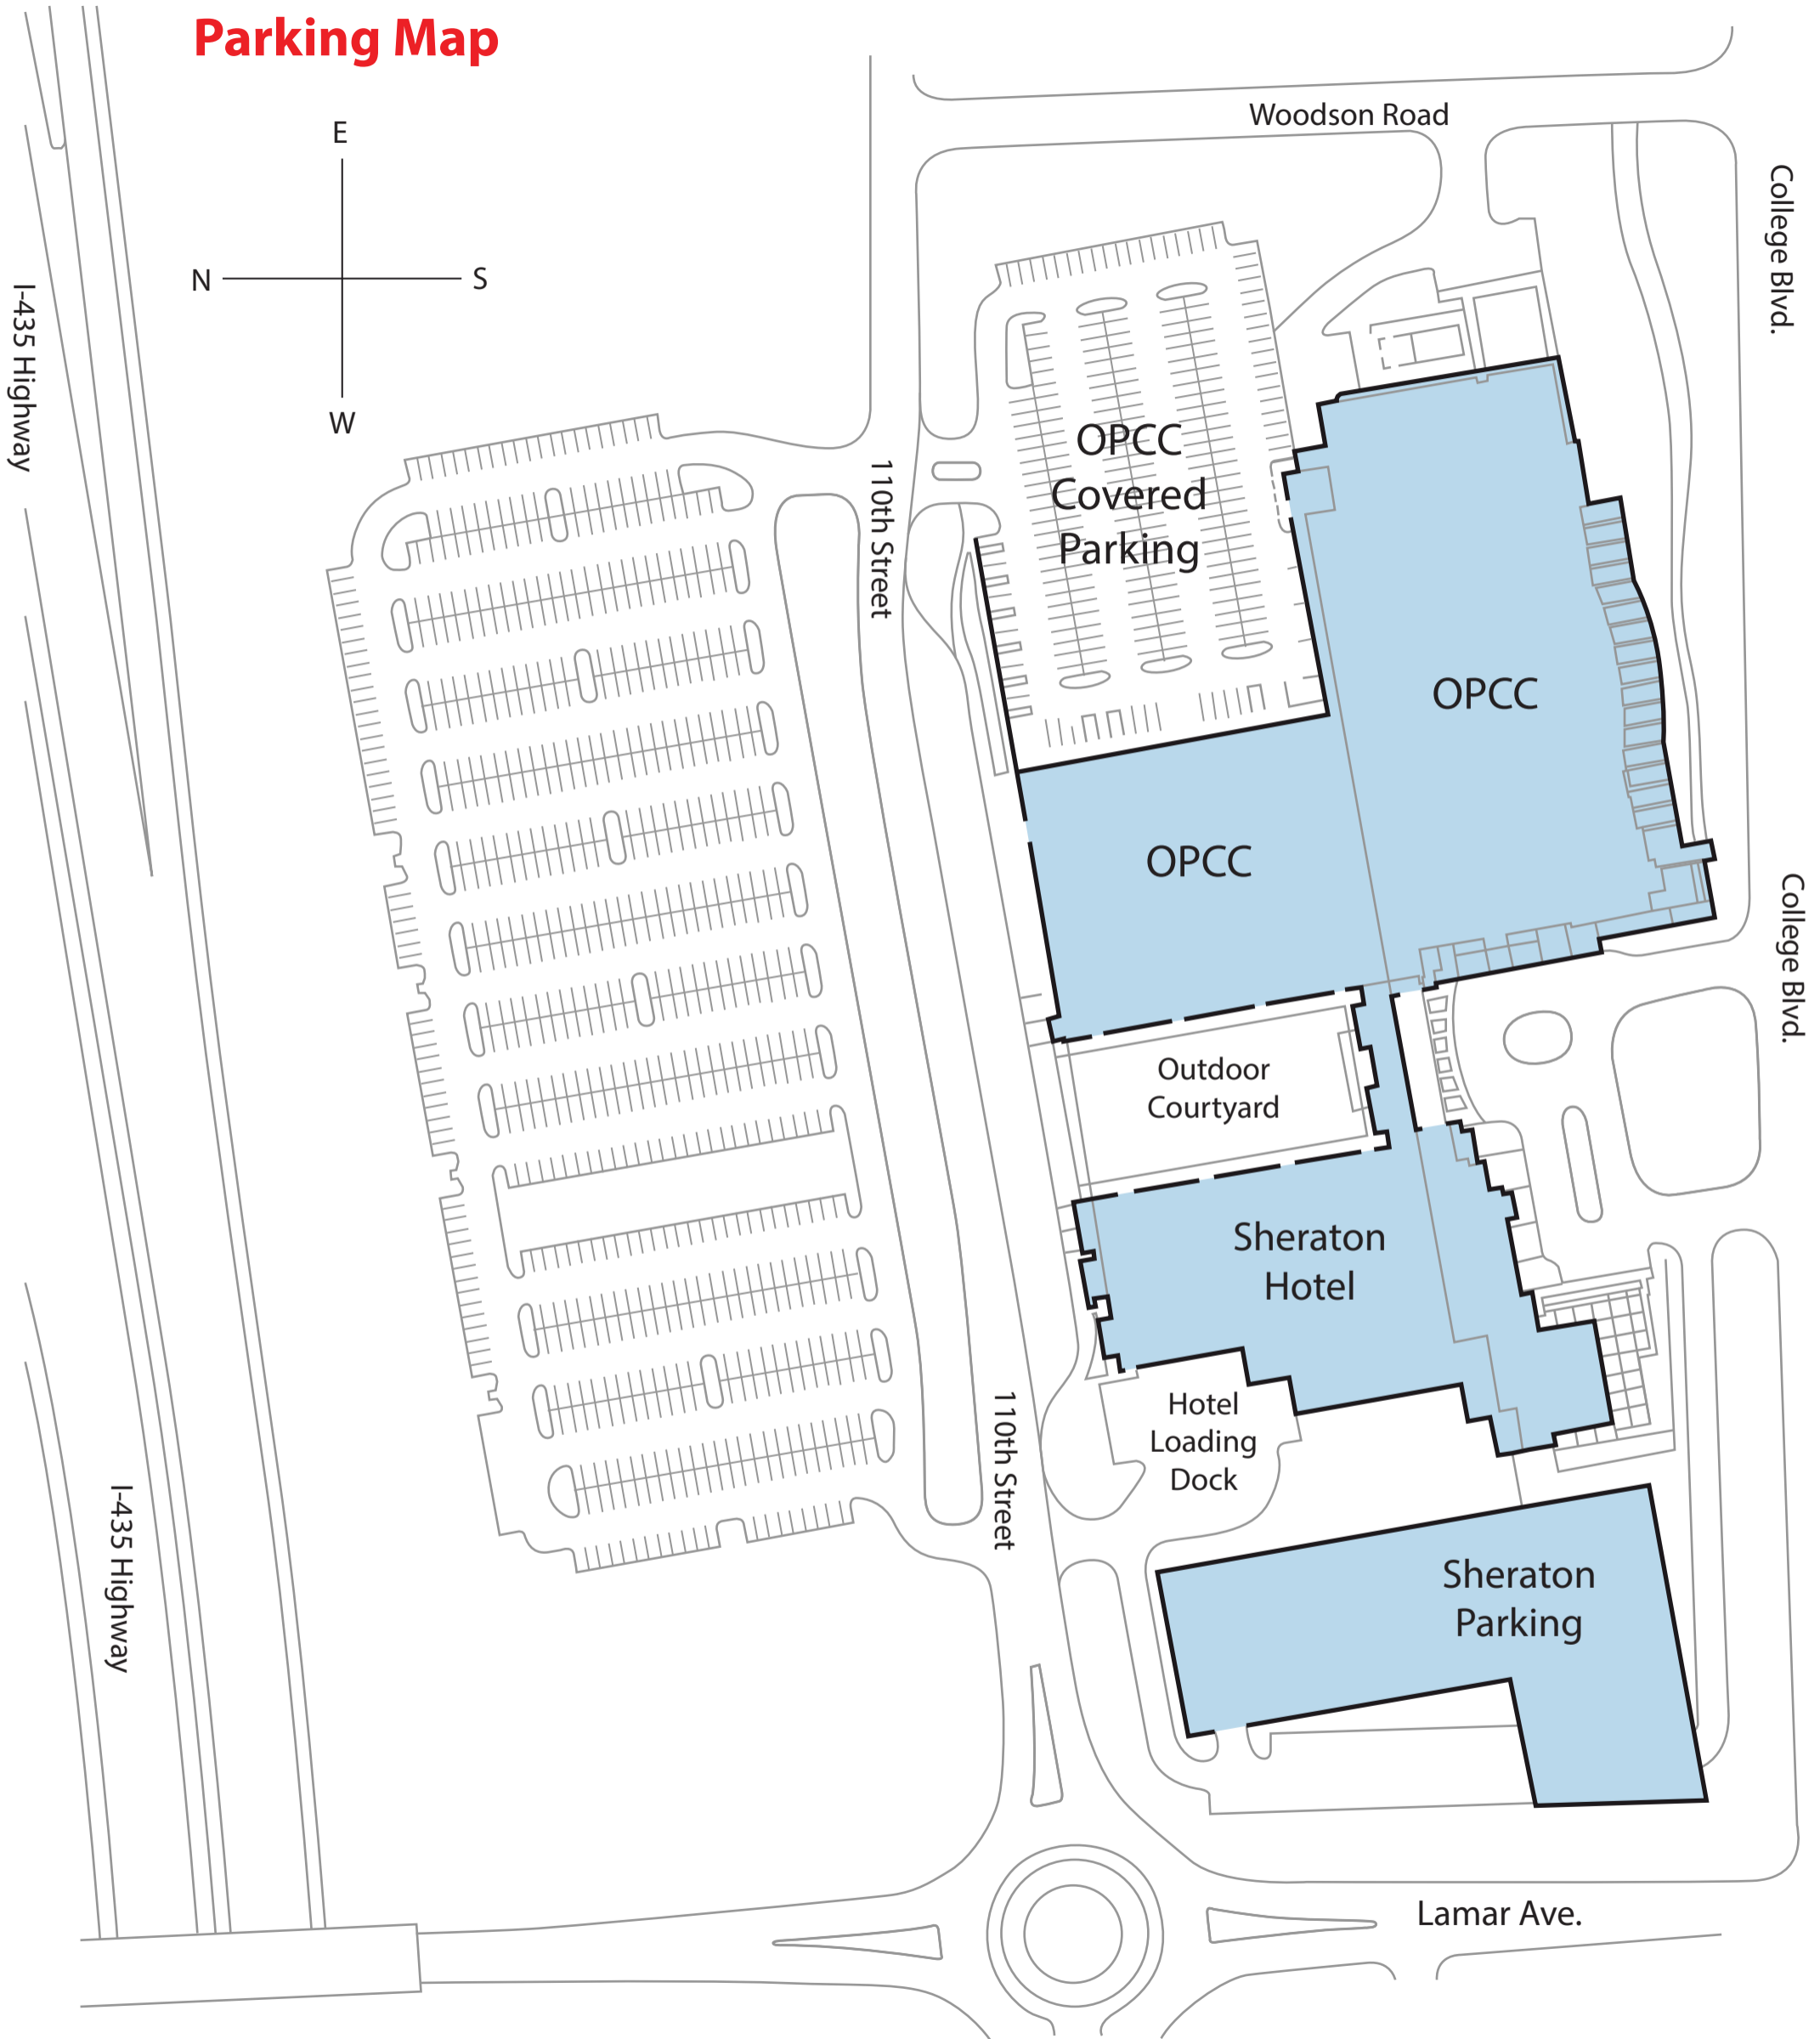 Parking Map
Woodson Road
E
N
S
W
College Blvd.
I-435 Highway
OPCC
Covered
Parking
110th Street
OPCC
OPCC
College Blvd.
Outdoor
Courtyard
Sheraton
Hotel
Hotel
Loading
Dock
110th Street
I-435 Highway
Sheraton
Parking
Lamar Ave.